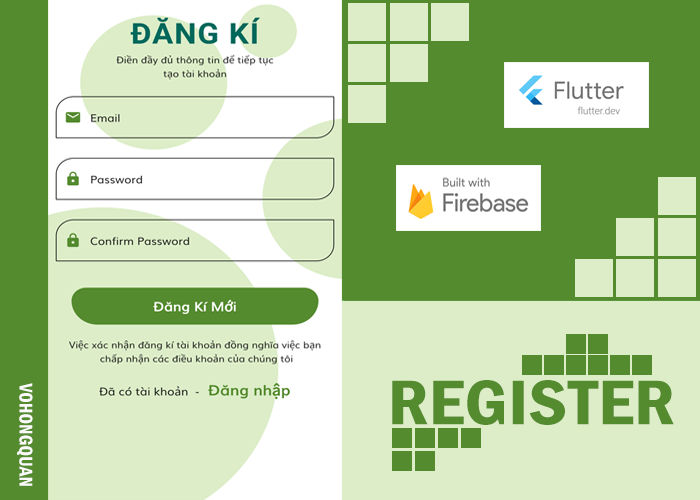 ĐĂNG KÍ
Điền đầy đủ thông tin để tiếp tục
tạo tài khoản
Email
Password
Confirm Password
Đăng Kí Mới
Việc xác nhận đăng kí tài khoản đồng nghĩa việc bạn
chấp nhận các điều khoản của chúng tôi
Đã có tài khoản - Đăng nhập
VOHONGQUAN
Flutter
flutter.dev
Built with
Firebase
REGISTER